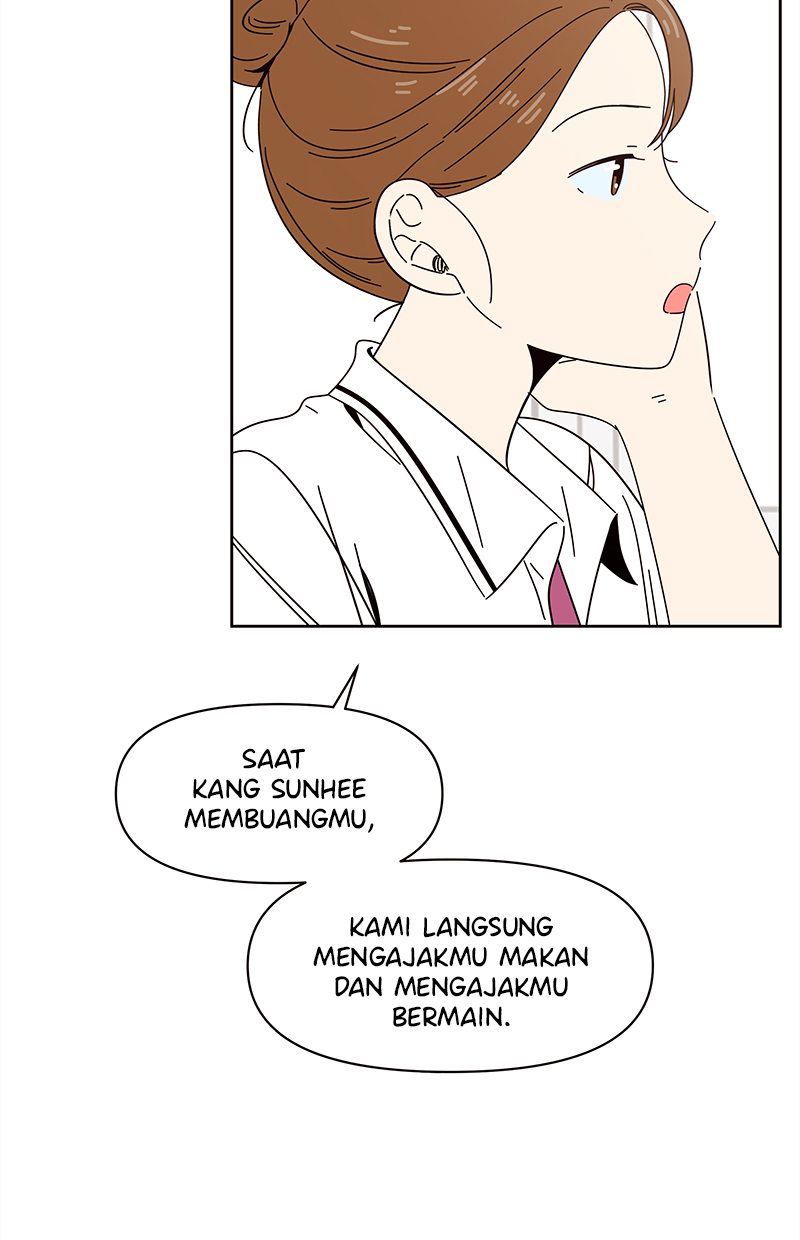 SAAT
KANG SUNHEE
MEMBUANGMU,
KAMI LANGSUNG
MENGAJAKMU MAKAN
DAN MENGAJAKMU
BERMAIN.